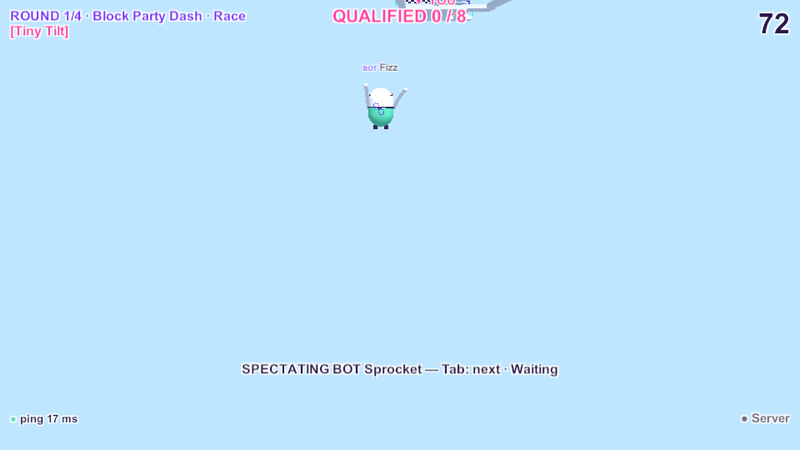 ROUND 1/4 · Block Party Dash · Race
[Tiny Tilt]
QUALIFIED 0 / 8
72
BOT Fizz
SPECTATING BOT Sprocket — Tab: next · Waiting
ping 17 ms
Server